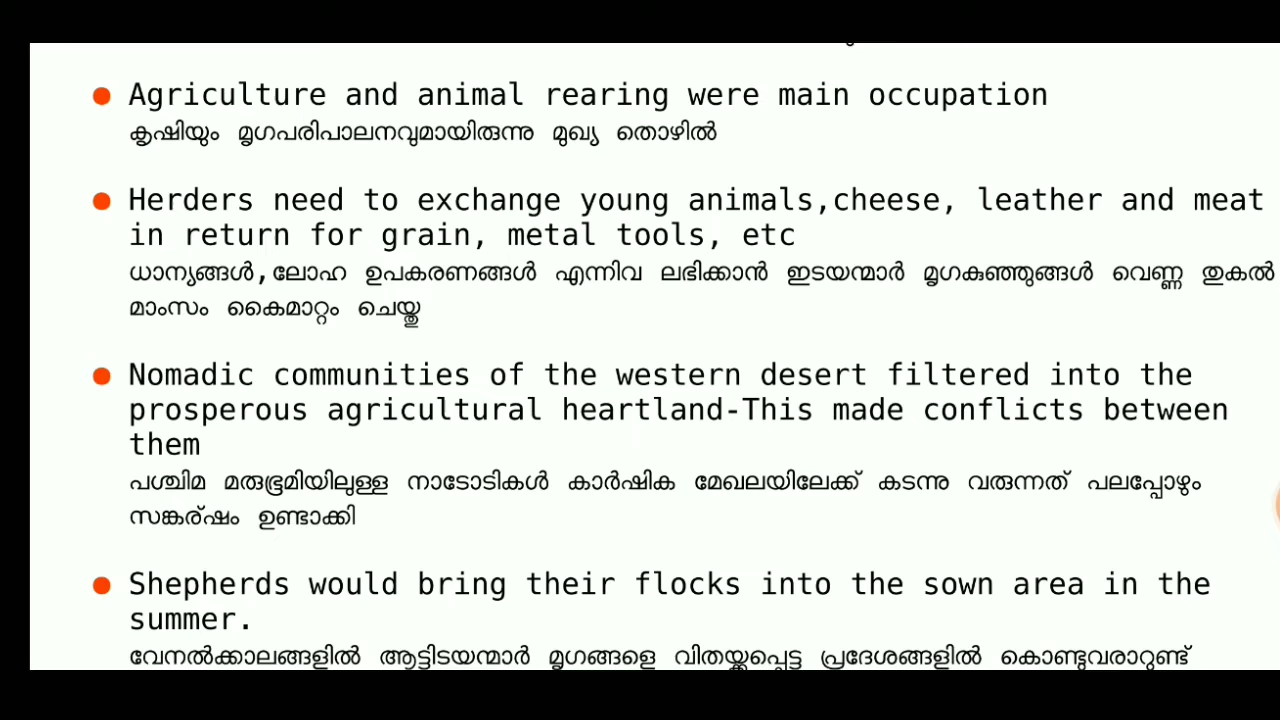 Agriculture and animal rearing were main occupation
കൃഷിയും മൃഗപരിപാലനവുമായിരുന്നു മുഖ്യ തൊഴിൽ
Herders need to exchange young animals,cheese, leather and meat
in return for grain, metal tools, etc
ധാന്യങ്ങൾ,ലോഹ ഉപകരണങ്ങൾ എന്നിവ ലഭിക്കാൻ ഇടയന്മാർ മൃഗകുഞ്ഞുങ്ങൾ വെണ്ണ തുകൽ
മാംസം കൈമാറ്റം ചെയ്തു
Nomadic communities of the western desert filtered into the
prosperous agricultural heartland-This made conflicts between
them
പശ്ചിമ മരുഭൂമിയിലുള്ള നാടോടികൾ കാർഷിക മേഖലയിലേക്ക് കടന്നു വരുന്നത് പലപ്പോഴും
സങ്കര്ഷം ഉണ്ടാക്കി
Shepherds would bring their flocks into the sown area in the
summer.
വേനൽക്കാലങ്ങളിൽ ആട്ടിടയന്മാർ മൃഗങ്ങളെ വിതയ്ക്കപ്പെട്ട പ്രദേശങ്ങളിൽ കൊണ്ടുവരാറുണ്ട്